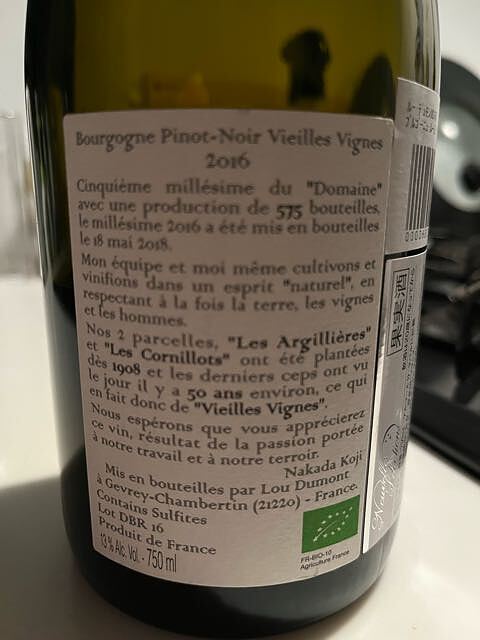 Bourgogne Pinot-Noir Vieilles Vignes
2016
Cinquième millésime du "Domaine"
avec une production de 575 bouteilles,
le millésime 2016 a été mis en bouteilles
le 18 mai 2018.
Mon équipe et moi même cultivons et
vinifions dans un esprit "naturel", en
respectant à la fois la terre, les vignes
et les hommes.
Nos 2 parcelles, "Les Argillières"
et "Les Cornillots" ont été plantées
dès 1908 et les derniers ceps ont vu
le jour il y a 50 ans environ, ce qui
en fait donc de "Vieilles Vignes".
Nous espérons que vous apprécierez
ce vin, résultat de la passion portée
à notre travail et à notre terroir.
Nakada Koji
Mis en bouteilles par Lou Dumont
à Gevrey-Chambertin (21220) - France.
Contains Sulfites
Lot DBR 16
Produit de France
13% Alc. Vol. - 750 ml
FR-BIO-10
Agriculture France
果実酒